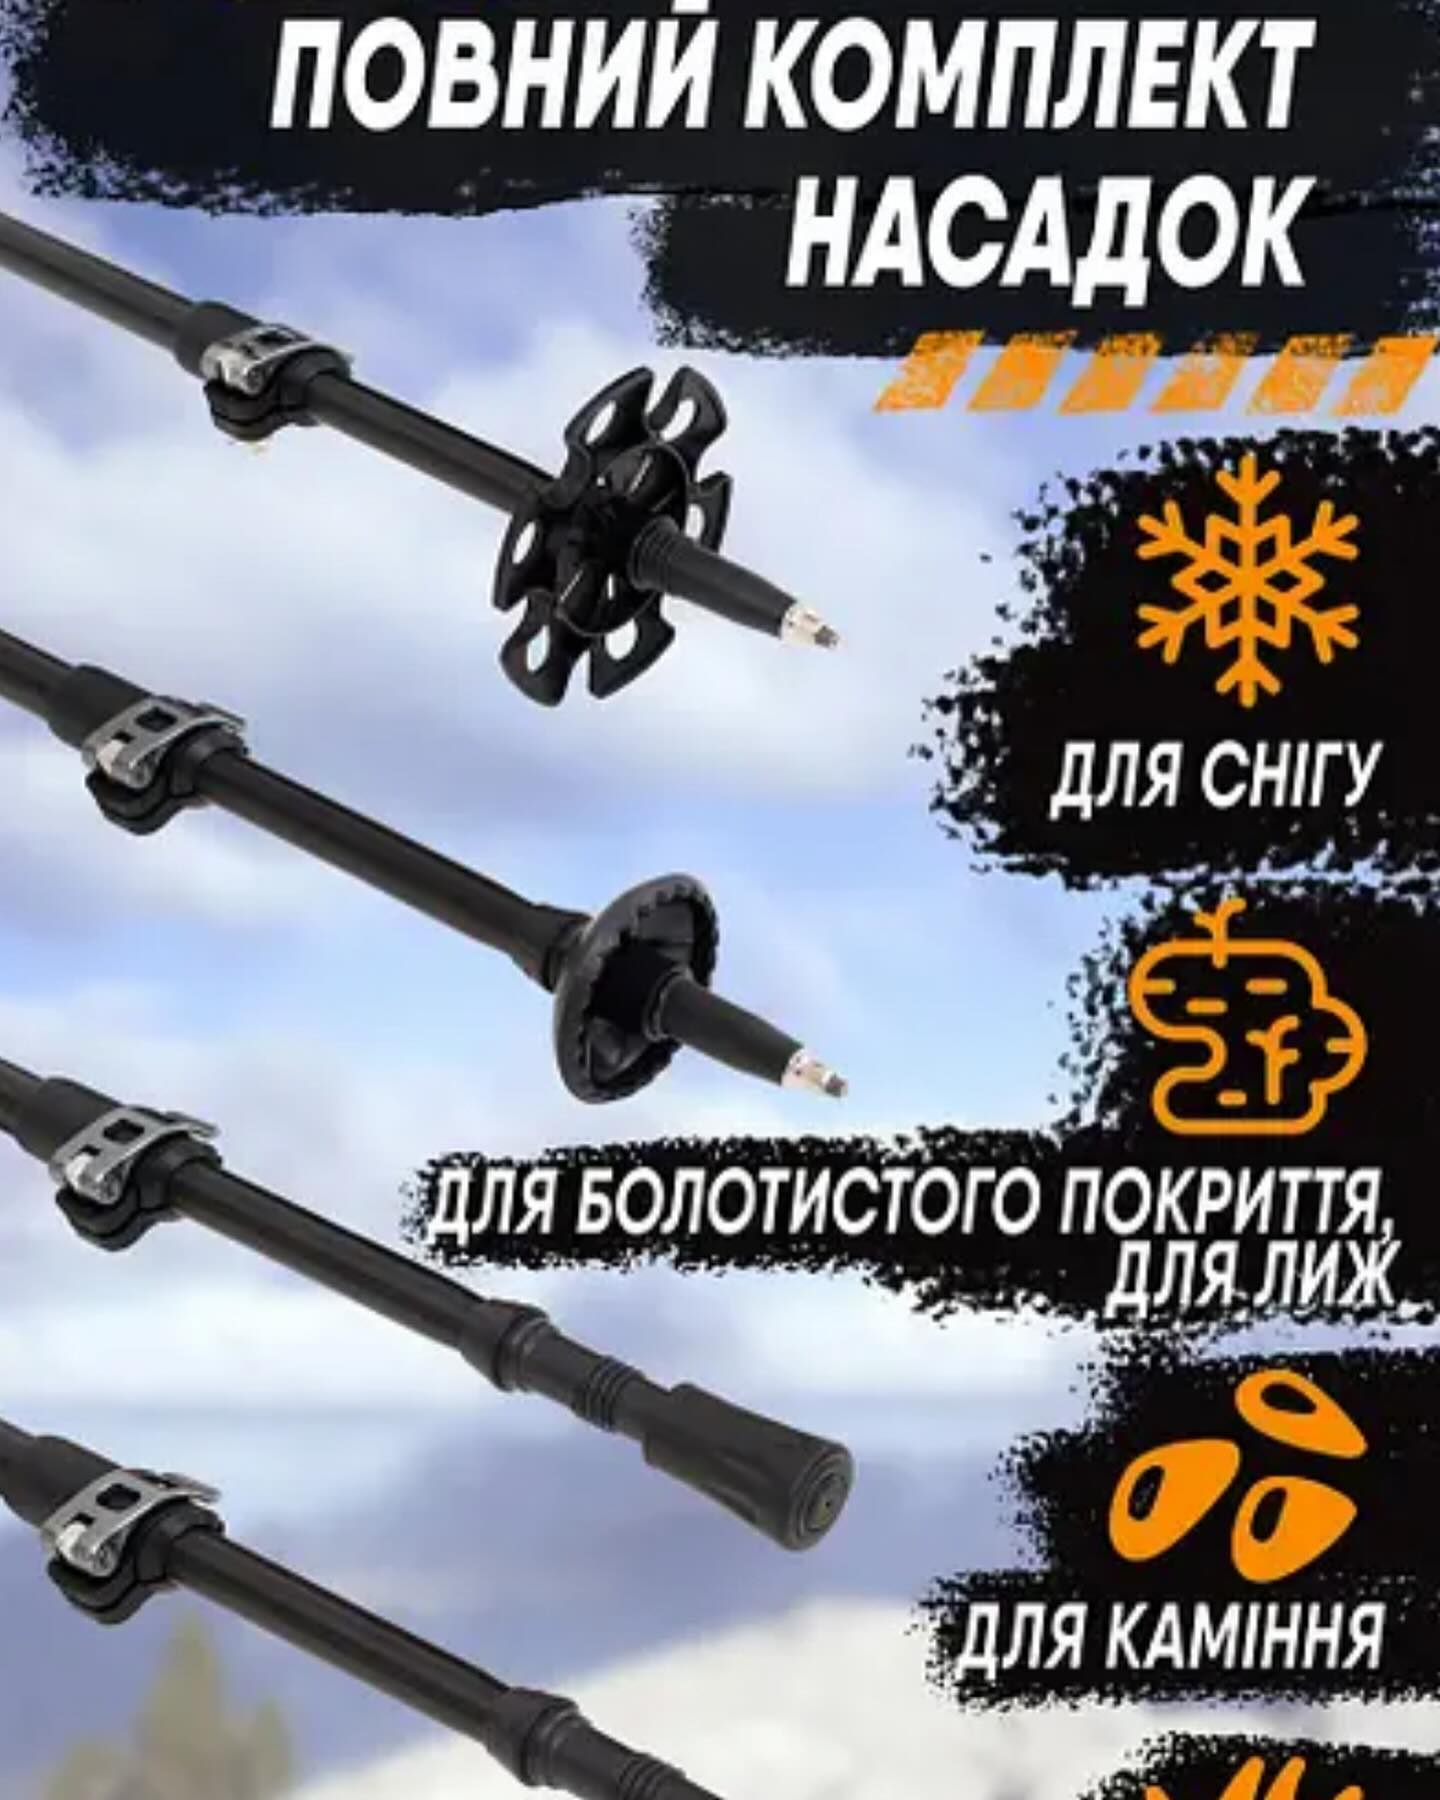 ПОВНИЙ КОМПЛЕКТ
НАСАДОК
ДЛЯ СНІГУ
ДЛЯ БОЛОТИСТОГО ПОКРИТТЯ,
ДЛЯ ЛИЖ
ДЛЯ КАМІННЯ